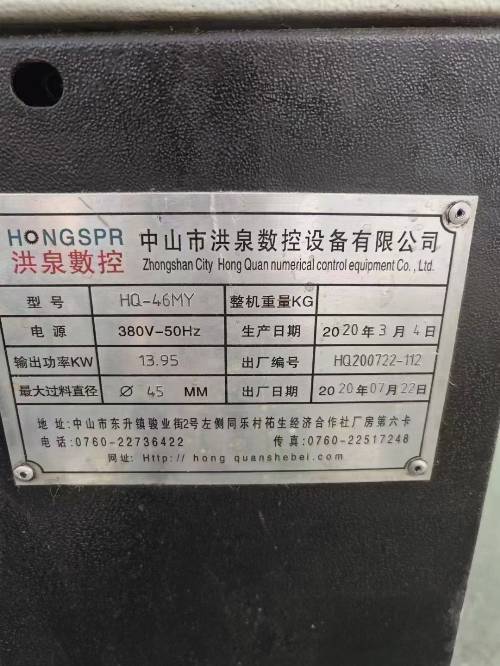 HONGSPR 中山市洪泉数控设备有限公司
洪泉數控 Zhongshan City Hong Quan numerical control equipment Co., Ltd.
型号 HQ-46MY 整机重量KG
电源 380V-50Hz 生产日期 2020年3月4日
输出功率KW 13.95 出厂编号 HQ200722-112
最大过料直径 Ø 45 MM 出厂日期 2020年07月22日
地址:中山市东升镇骏业街2号左侧同乐村祐生经济合作社厂房第六卡
电话:0760-22736422 传真:0760-22517248
网址: Http:// hong quanshebei.com